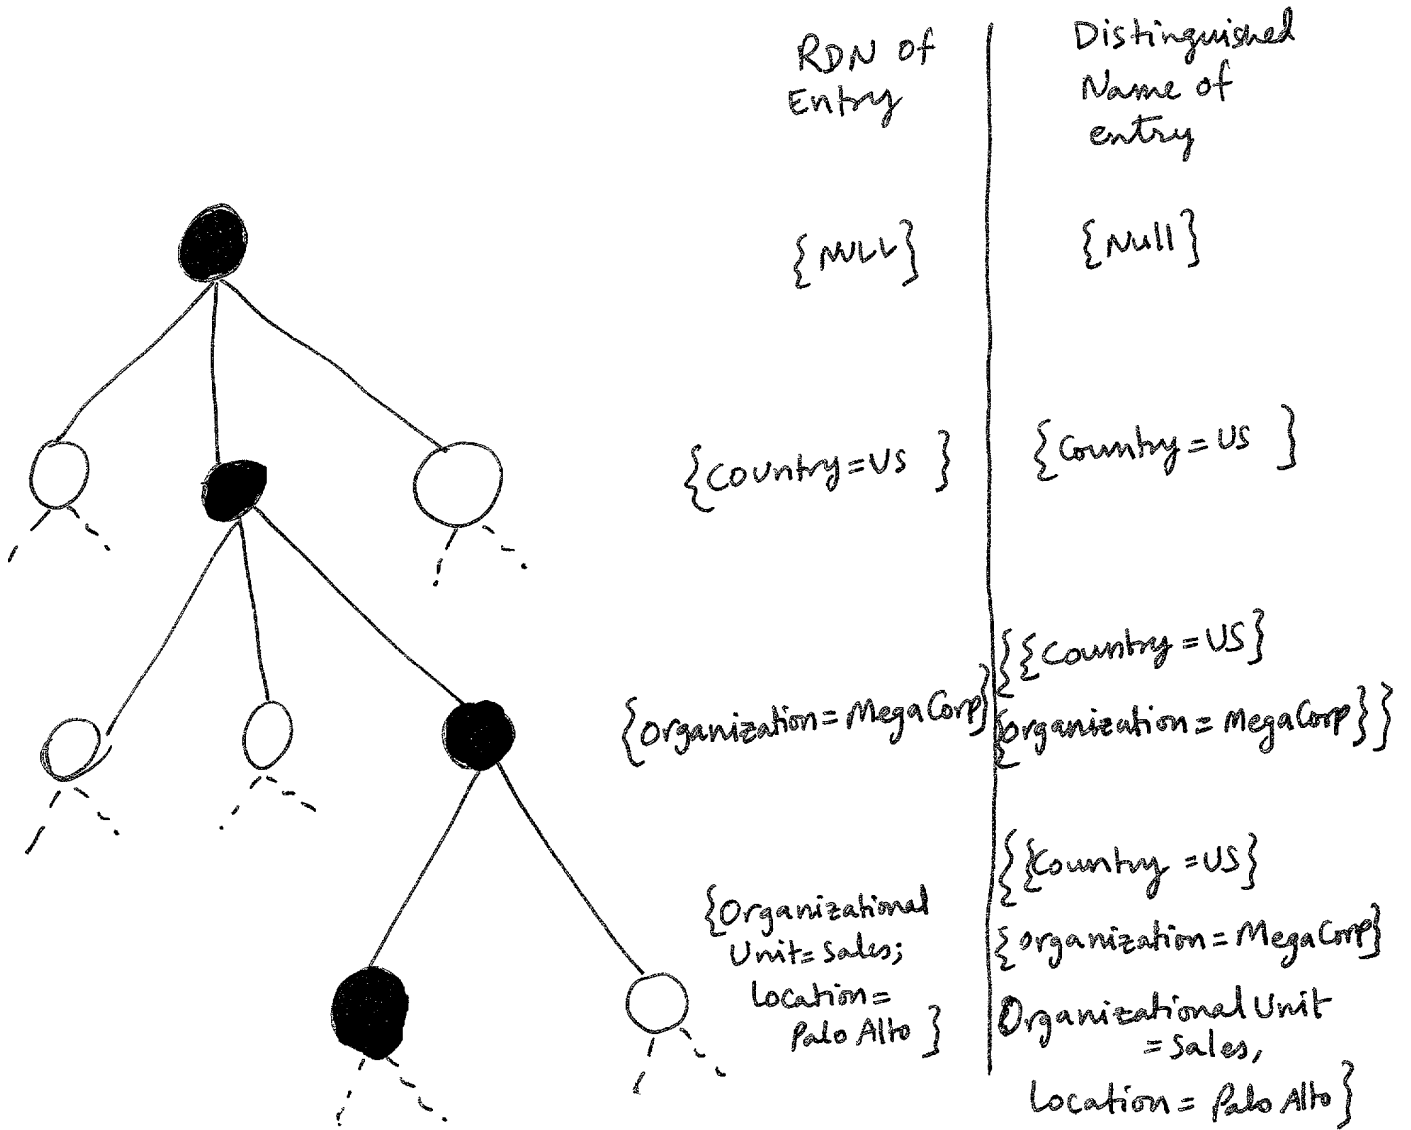 RDN of
Entry
Distinguished
Name of
entry
{NULL}
{Null}
{Country=US }
{Country=US }
{Organization=MegaCorp}
{{Country=US}
{Organization=MegaCorp}}
{Organizational
Unit=Sales;
Location=
Palo Alto }
{{Country=US}
{organization=MegaCorp}
Organizational Unit
=Sales,
Location= Palo Alto}